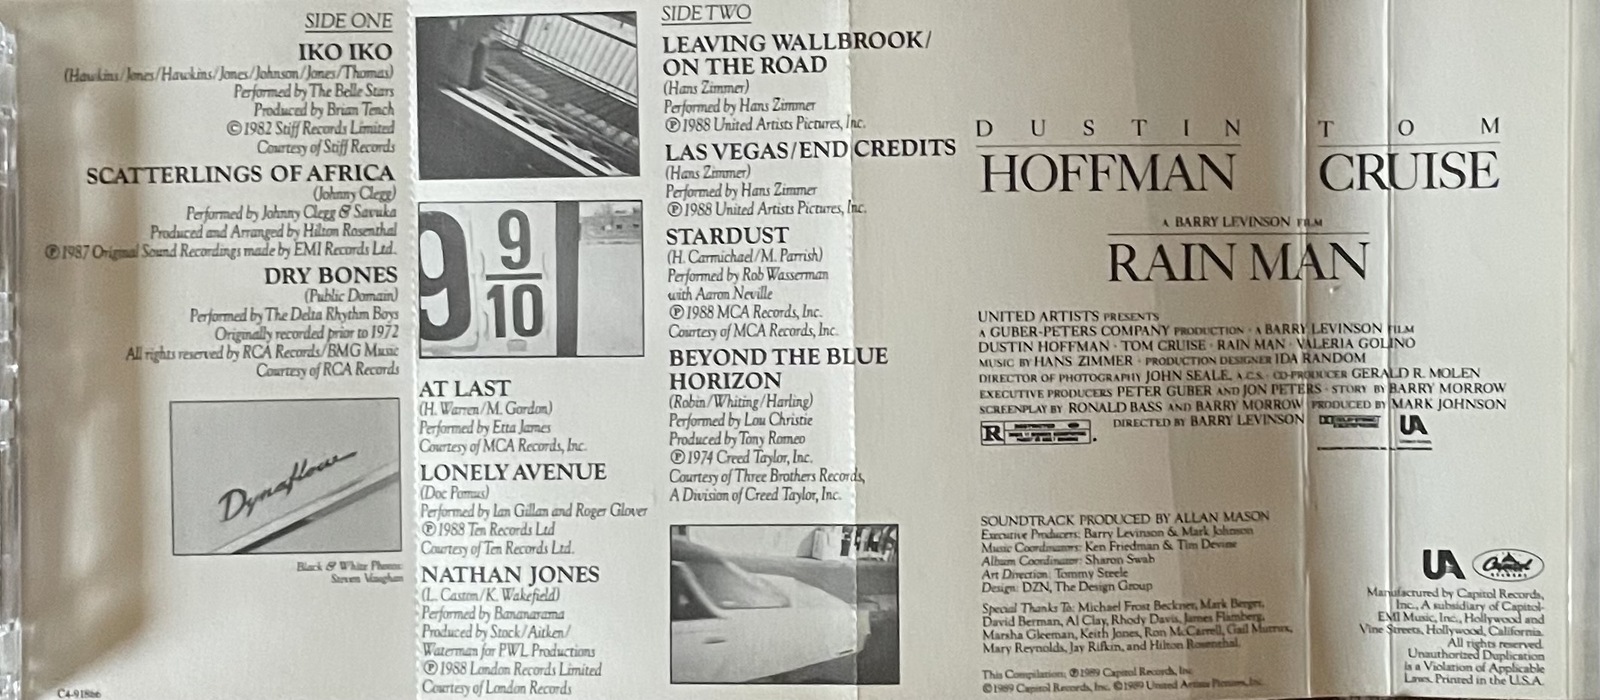 SIDE ONE
IKO IKO
(Hawkins/Jones/Hawkins/Jones/Johnson/Jones/Thomas)
Performed by The Belle Stars
Produced by Brian Tench
©1982 Stiff Records Limited
Courtesy of Stiff Records
SCATTERLINGS OF AFRICA
(Johnny Clegg)
Performed by Johnny Clegg & Savuka
Produced and Arranged by Hilton Rosenthal
℗1987 Original Sound Recordings made by EMI Records Ltd.
DRY BONES
(Public Domain)
Performed by The Delta Rhythm Boys
Originally recorded prior to 1972
All rights reserved by RCA Records/BMG Music
Courtesy of RCA Records
Dynaflow
Black & White Photos:
Steven Vaughan
C4-91866
9 9/10
AT LAST
(H. Warren/M. Gordon)
Performed by Etta James
Courtesy of MCA Records, Inc.
LONELY AVENUE
(Doc Pomus)
Performed by Ian Gillan and Roger Glover
℗1988 Ten Records Ltd
Courtesy of Ten Records Ltd.
NATHAN JONES
(L. Caston/K. Wakefield)
Performed by Bananarama
Produced by Stock/Aitken/
Waterman for PWL Productions
℗1988 London Records Limited
Courtesy of London Records
SIDE TWO
LEAVING WALLBROOK/
ON THE ROAD
(Hans Zimmer)
Performed by Hans Zimmer
℗1988 United Artists Pictures, Inc.
LAS VEGAS/END CREDITS
(Hans Zimmer)
Performed by Hans Zimmer
℗1988 United Artists Pictures, Inc.
STARDUST
(H. Carmichael/M. Parrish)
Performed by Rob Wasserman
with Aaron Neville
℗1988 MCA Records, Inc.
Courtesy of MCA Records, Inc.
BEYOND THE BLUE
HORIZON
(Robin/Whiting/Harling)
Performed by Lou Christie
Produced by Tony Romeo
℗1974 Creed Taylor, Inc.
Courtesy of Three Brothers Records,
A Division of Creed Taylor, Inc.
DUSTIN TOM
HOFFMAN CRUISE
A BARRY LEVINSON FILM
RAIN MAN
UNITED ARTISTS PRESENTS
A GUBER-PETERS COMPANY PRODUCTION · A BARRY LEVINSON FILM
DUSTIN HOFFMAN · TOM CRUISE · RAIN MAN · VALERIA GOLINO
MUSIC BY HANS ZIMMER · PRODUCTION DESIGNER IDA RANDOM
DIRECTOR OF PHOTOGRAPHY JOHN SEALE, A.C.S. · CO-PRODUCER GERALD R. MOLEN
EXECUTIVE PRODUCERS PETER GUBER AND JON PETERS · STORY BY BARRY MORROW
SCREENPLAY BY RONALD BASS AND BARRY MORROW PRODUCED BY MARK JOHNSON
R RESTRICTED DIRECTED BY BARRY LEVINSON UA
SOUNDTRACK PRODUCED BY ALLAN MASON
Executive Producers: Barry Levinson & Mark Johnson
Music Coordinators: Ken Friedman & Tim Devine
Album Coordinator: Sharon Swab
Art Direction: Tommy Steele
Design: DZN, The Design Group
Special Thanks To: Michael Frost Beckner, Mark Berger,
David Berman, Al Clay, Rhody Davis, James Flamberg,
Marsha Gleeman, Keith Jones, Ron McCarrell, Gail Murrus,
Mary Reynolds, Jay Rifkin, and Hilton Rosenthal.
This Compilation: ℗1989 Capitol Records, Inc.
©1989 Capitol Records, Inc. ©1989 United Artists Pictures, Inc.
UA Capitol RECORDS
Manufactured by Capitol Records,
Inc., A subsidiary of Capitol-
EMI Music, Inc., Hollywood and
Vine Streets, Hollywood, California.
All rights reserved.
Unauthorized Duplication
is a Violation of Applicable
Laws. Printed in the U.S.A.